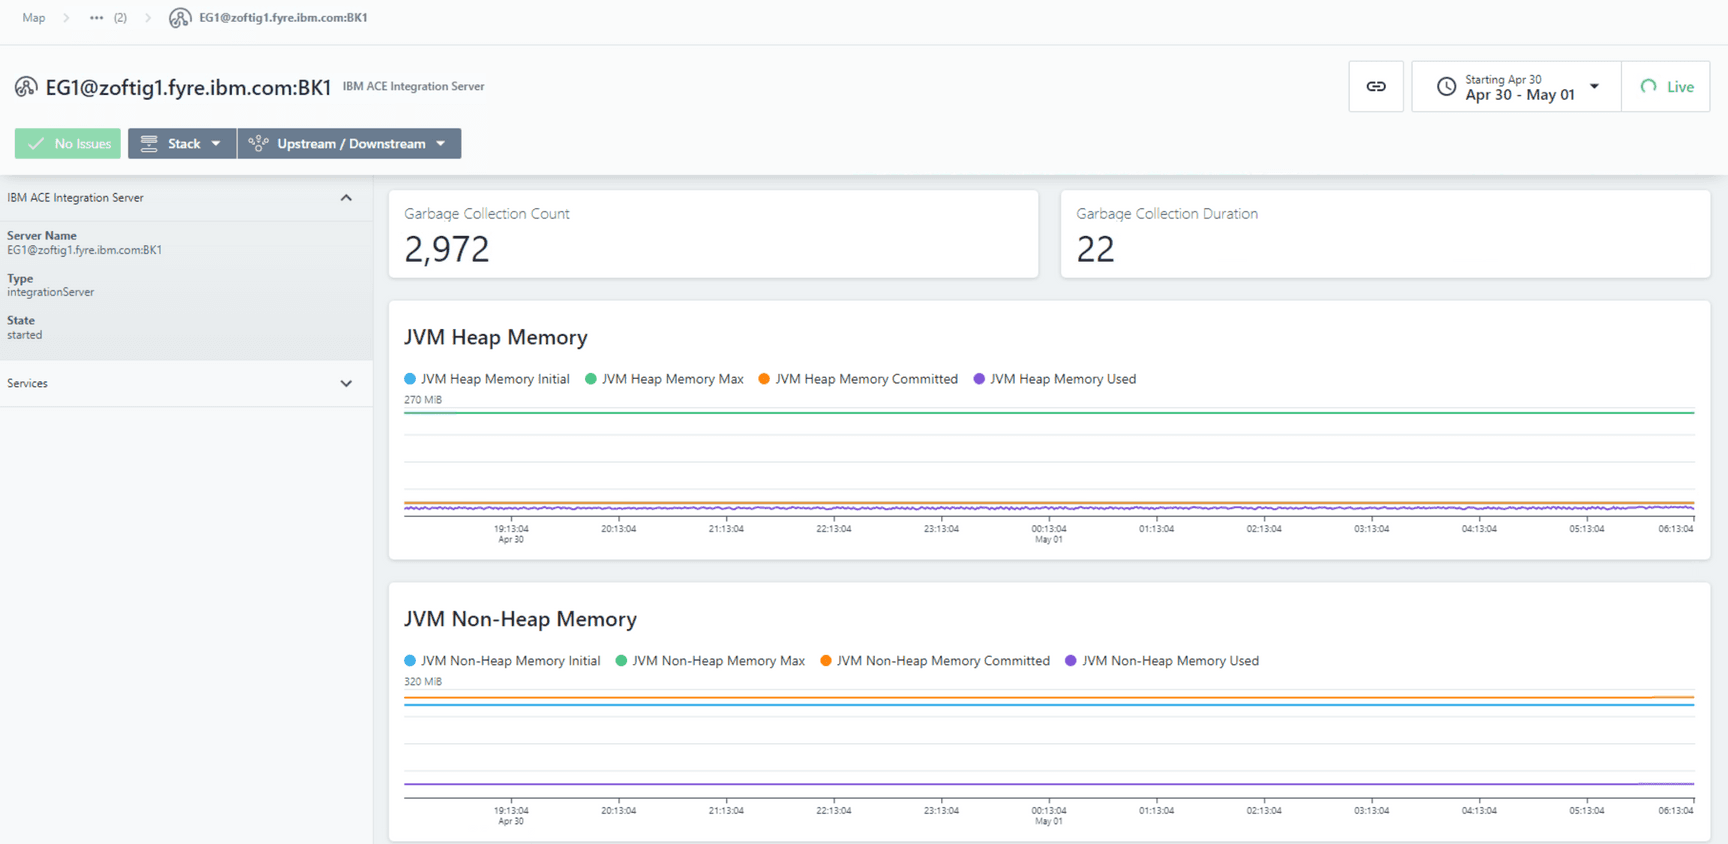 Map ••• (2) EG1@zoftig1.fyre.ibm.com:BK1
EG1@zoftig1.fyre.ibm.com:BK1 IBM ACE Integration Server
Starting Apr 30
Apr 30 - May 01
Live
No Issues Stack Upstream / Downstream
IBM ACE Integration Server
Server Name
EG1@zoftig1.fyre.ibm.com:BK1
Type
integrationServer
State
started
Services
Garbage Collection Count
2,972
Garbage Collection Duration
22
JVM Heap Memory
JVM Heap Memory Initial JVM Heap Memory Max JVM Heap Memory Committed JVM Heap Memory Used
270 MiB
19:13:04 20:13:04 21:13:04 22:13:04 23:13:04 00:13:04 01:13:04 02:13:04 03:13:04 04:13:04 05:13:04 06:13:04
Apr 30 May 01
JVM Non-Heap Memory
JVM Non-Heap Memory Initial JVM Non-Heap Memory Max JVM Non-Heap Memory Committed JVM Non-Heap Memory Used
320 MiB
19:13:04 20:13:04 21:13:04 22:13:04 23:13:04 00:13:04 01:13:04 02:13:04 03:13:04 04:13:04 05:13:04 06:13:04
Apr 30 May 01